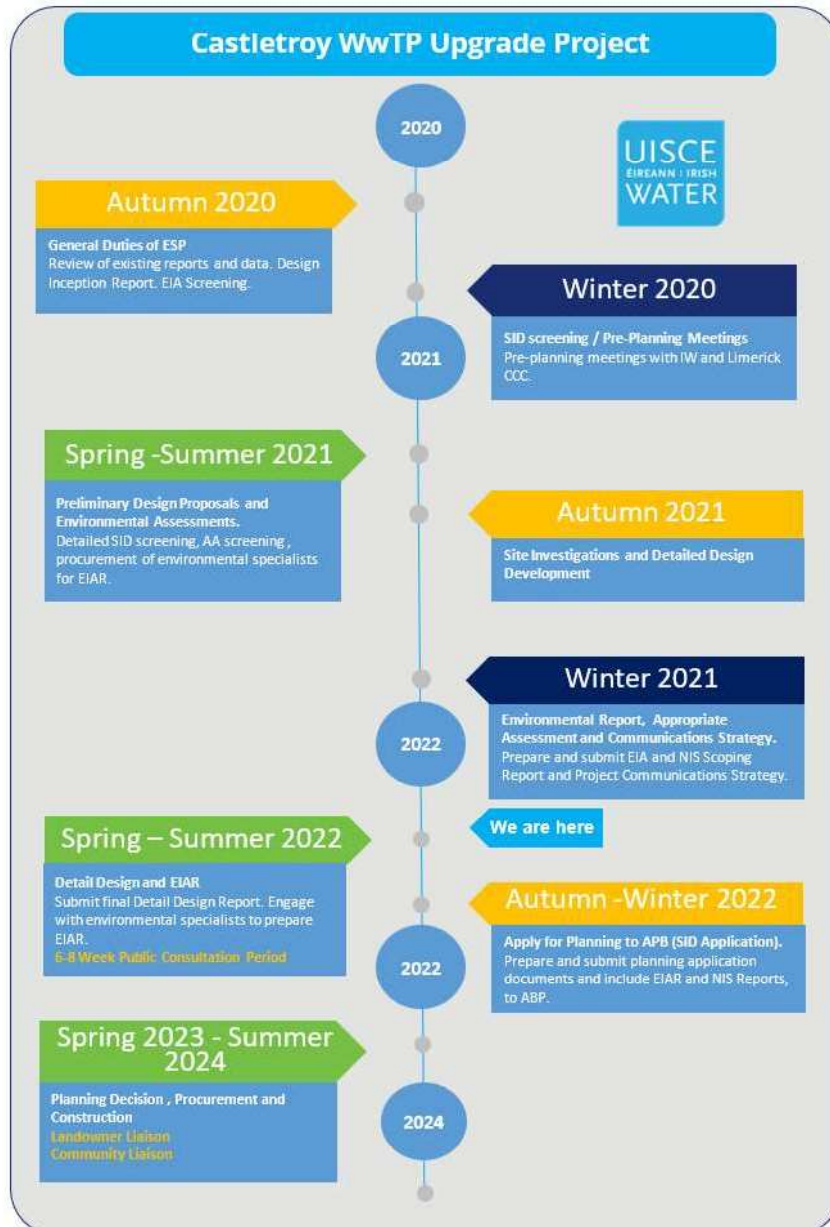 Castletroy WwTP Upgrade Project
2020
UISCE
ÉIREANN : IRISH
WATER
Autumn 2020
General Duties of ESP
Review of existing reports and data. Design
Inception Report. EIA Screening.
Winter 2020
SID screening / Pre-Planning Meetings
Pre-planning meetings with IW and Limerick
CCC.
2021
Spring -Summer 2021
Preliminary Design Proposals and
Environmental Assessments.
Detailed SID screening, AA screening ,
procurement of environmental specialists
for EIAR.
Autumn 2021
Site Investigations and Detailed Design
Development
Winter 2021
Environmental Report, Appropriate
Assessment and Communications Strategy.
Prepare and submit EIA and NIS Scoping
Report and Project Communications Strategy.
2022
We are here
Spring – Summer 2022
Detail Design and EIAR
Submit final Detail Design Report. Engage
with environmental specialists to prepare
EIAR.
6-8 Week Public Consultation Period
Autumn -Winter 2022
Apply for Planning to APB (SID Application).
Prepare and submit planning application
documents and include EIAR and NIS Reports,
to ABP.
2022
Spring 2023 - Summer
2024
Planning Decision , Procurement and
Construction
Landowner Liaison
Community Liaison
2024